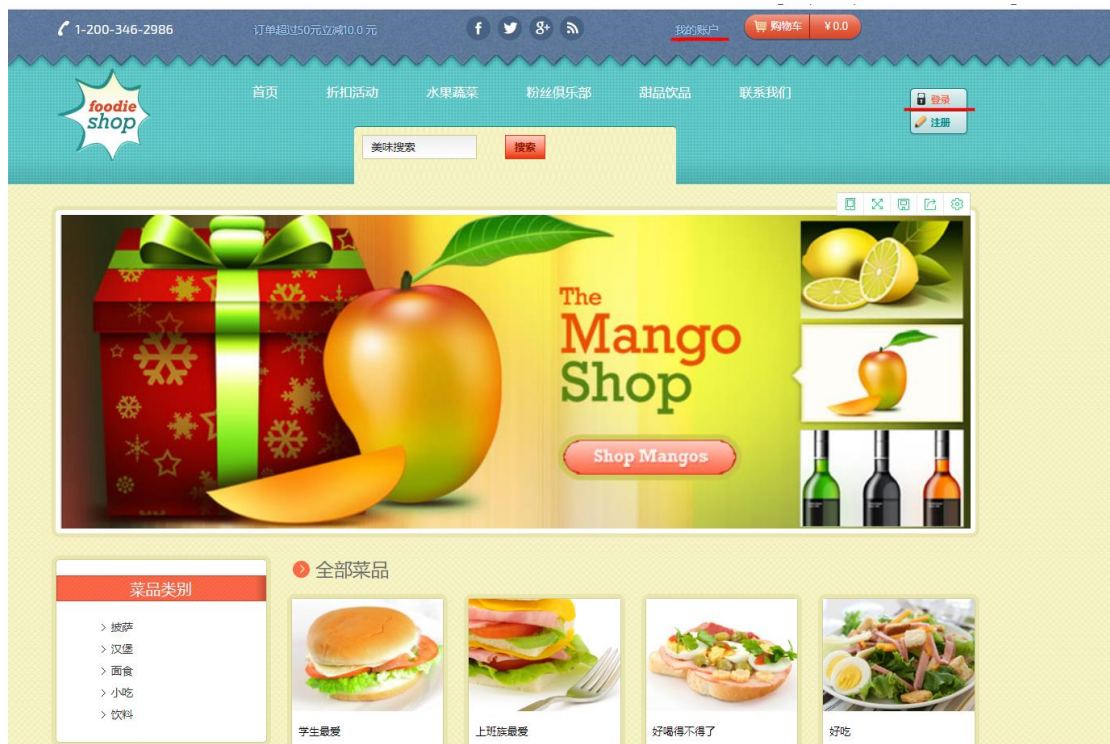 1-200-346-2986
订单超过50元立减10.0 元
f
8+
我的账户
购物车 ¥0.0
foodie
shop
首页 折扣活动 水果蔬菜 粉丝俱乐部 甜品饮品 联系我们
登录
注册
美味搜索
搜索
The
Mango
Shop
Shop Mangos
菜品类别
> 披萨
> 汉堡
> 面食
> 小吃
> 饮料
全部菜品
学生最爱
上班族最爱
好喝得不得了
好吃